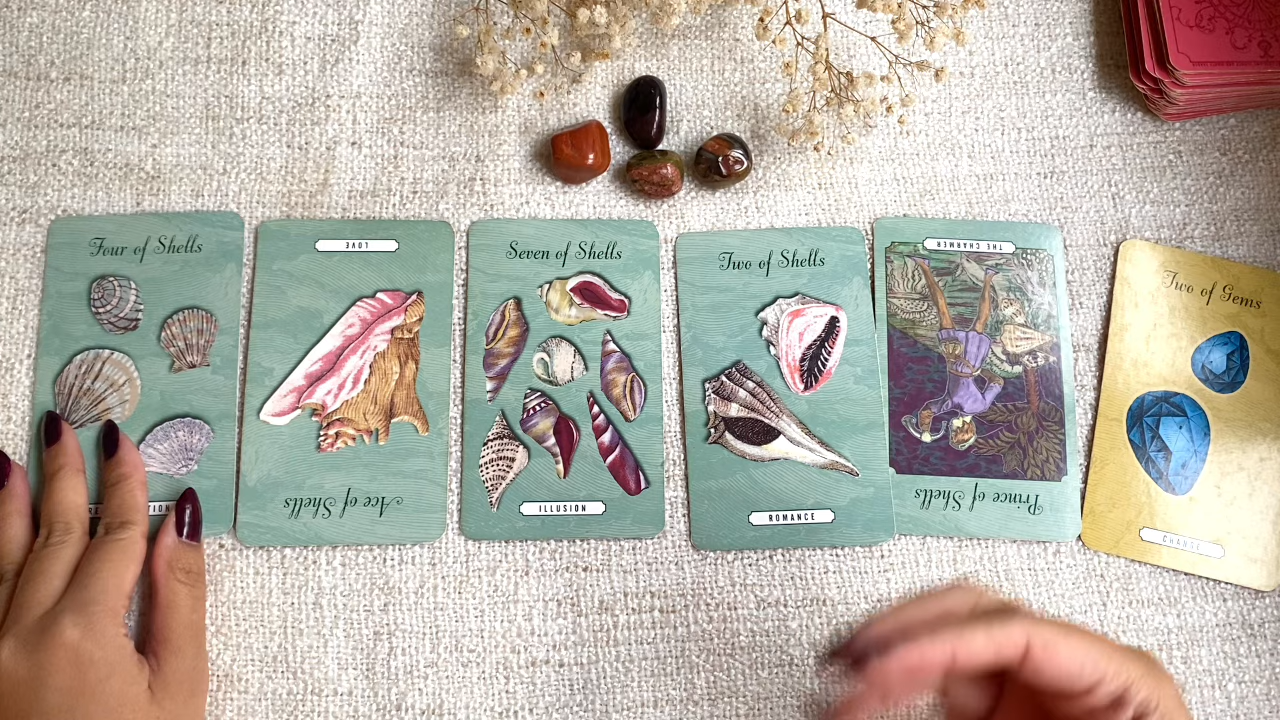 Four of Shells
LOVE
Ace of Shells
Seven of Shells
ILLUSION
Two of Shells
ROMANCE
THE CHARMER
Prince of Shells
Two of Gems
CHANGE